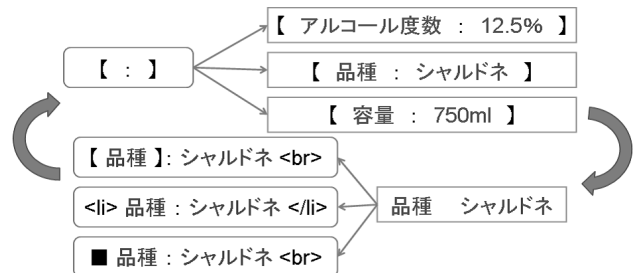 【 : 】
【 アルコール度数 : 12.5% 】
【 品種 : シャルドネ 】
【 容量 : 750ml 】
【 品種 】: シャルドネ <br>
<li> 品種 : シャルドネ </li>
■ 品種 : シャルドネ <br>
品種 シャルドネ